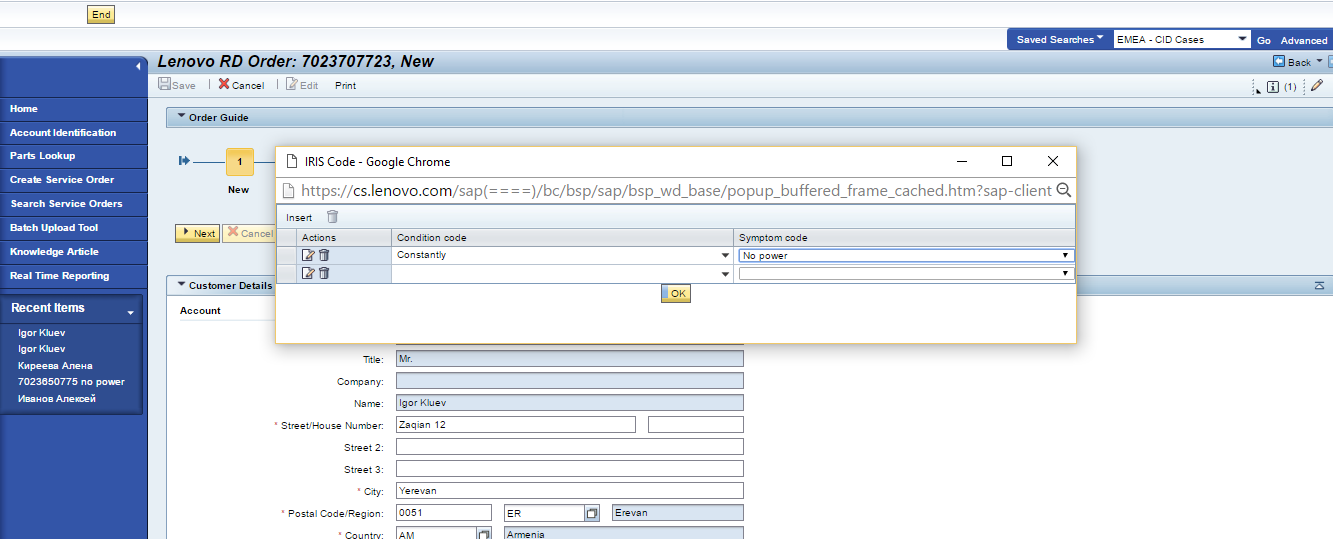 End
Saved Searches EMEA - CID Cases Go Advanced
Lenovo RD Order: 7023707723, New Back
Save Cancel Edit Print (1)
Home
Account Identification
Parts Lookup
Create Service Order
Search Service Orders
Batch Upload Tool
Knowledge Article
Real Time Reporting
Recent Items
Igor Kluev
Igor Kluev
Киреева Алена
7023650775 no power
Иванов Алексей
Order Guide
1
New
Next Cancel
IRIS Code - Google Chrome
https://cs.lenovo.com/sap(====)/bc/bsp/sap/bsp_wd_base/popup_buffered_frame_cached.htm?sap-client
Insert
Actions Condition code Symptom code
Constantly No power
OK
Customer Details
Account
Title: Mr.
Company:
Name: Igor Kluev
* Street/House Number: Zaqian 12
Street 2:
Street 3:
* City: Yerevan
* Postal Code/Region: 0051 ER Erevan
* Country: AM Armenia